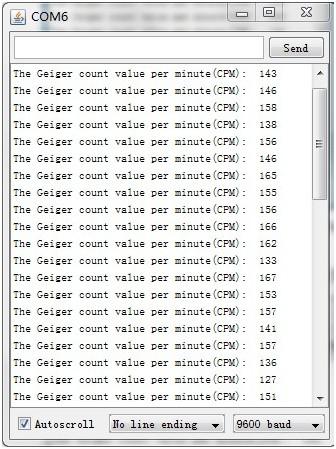 COM6
Send
The Geiger count value per minute(CPM): 143
The Geiger count value per minute(CPM): 146
The Geiger count value per minute(CPM): 158
The Geiger count value per minute(CPM): 138
The Geiger count value per minute(CPM): 156
The Geiger count value per minute(CPM): 146
The Geiger count value per minute(CPM): 165
The Geiger count value per minute(CPM): 155
The Geiger count value per minute(CPM): 156
The Geiger count value per minute(CPM): 166
The Geiger count value per minute(CPM): 162
The Geiger count value per minute(CPM): 133
The Geiger count value per minute(CPM): 167
The Geiger count value per minute(CPM): 153
The Geiger count value per minute(CPM): 157
The Geiger count value per minute(CPM): 141
The Geiger count value per minute(CPM): 157
The Geiger count value per minute(CPM): 136
The Geiger count value per minute(CPM): 127
The Geiger count value per minute(CPM): 151
Autoscroll No line ending 9600 baud